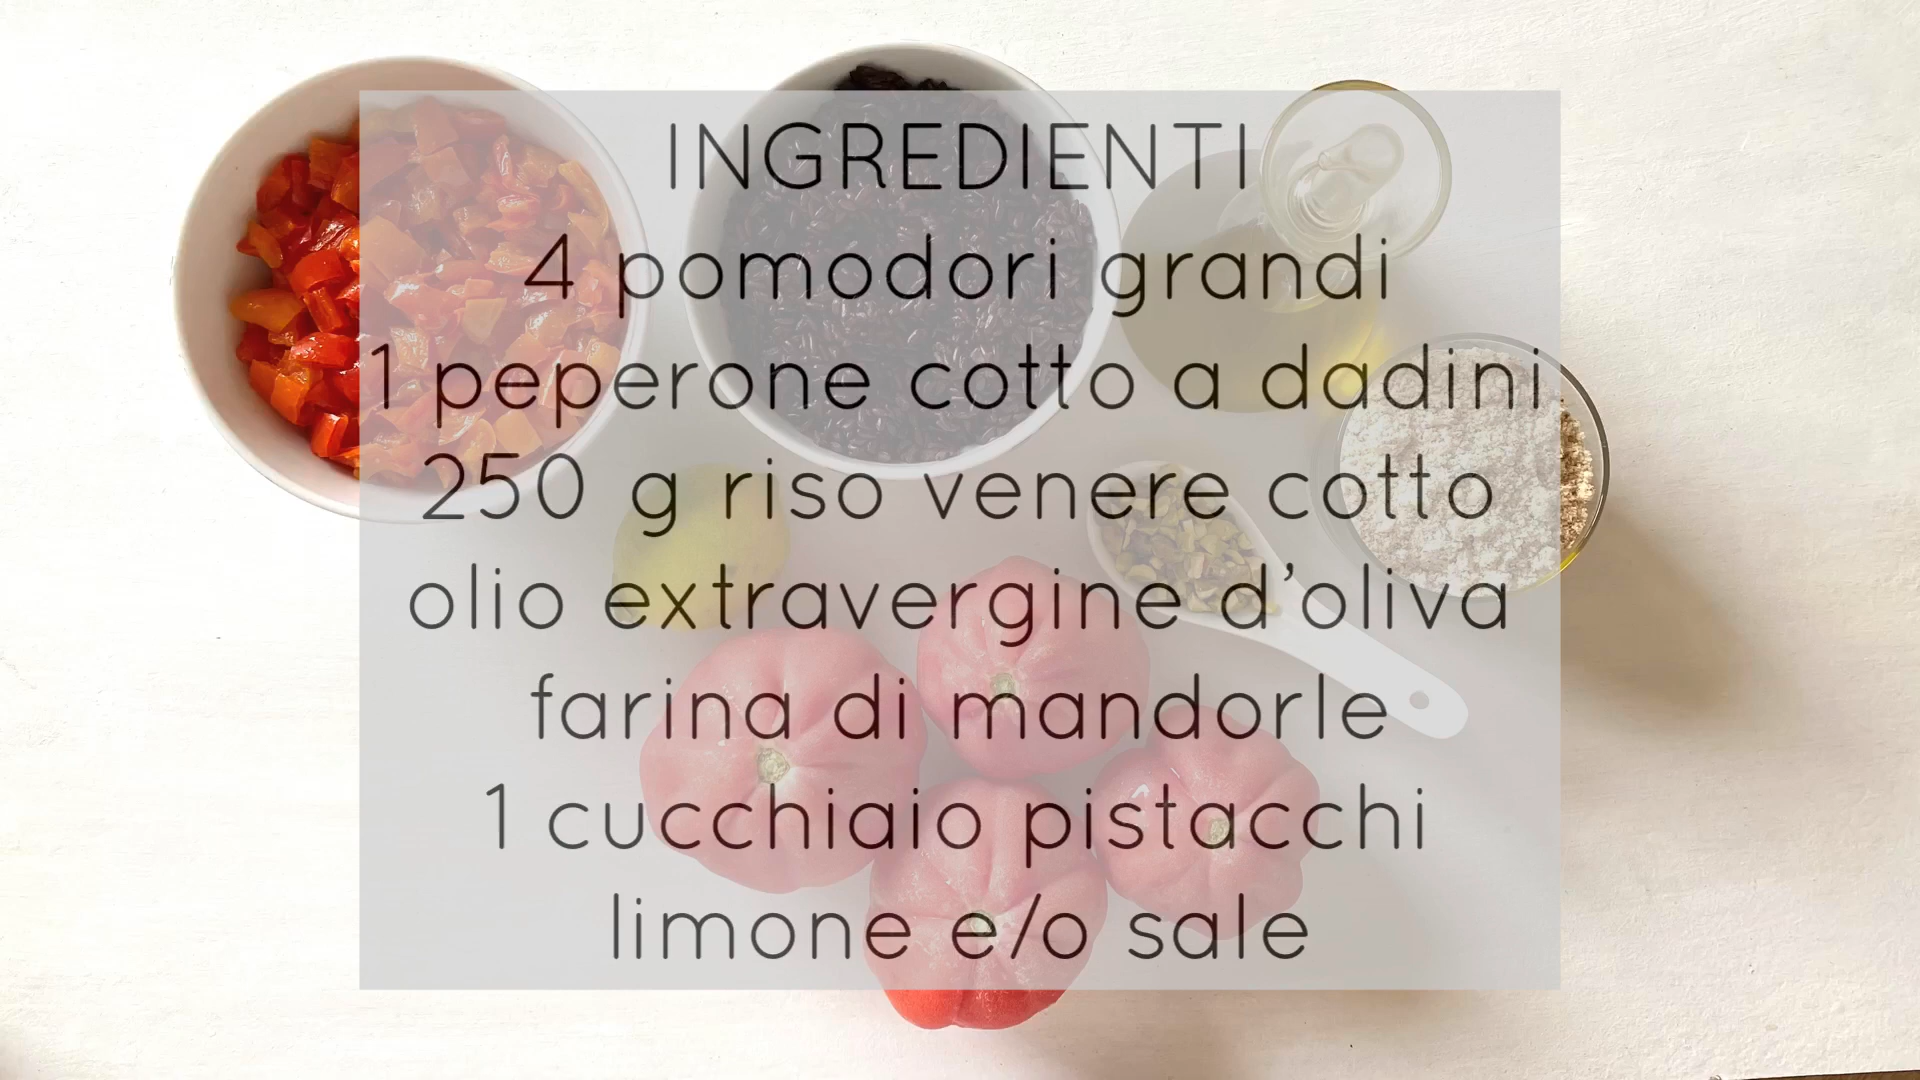 INGREDIENTI
4 pomodori grandi
1 peperone cotto a dadini
250 g riso venere cotto
olio extravergine d’oliva
farina di mandorle
1 cucchiaio pistacchi
limone e/o sale